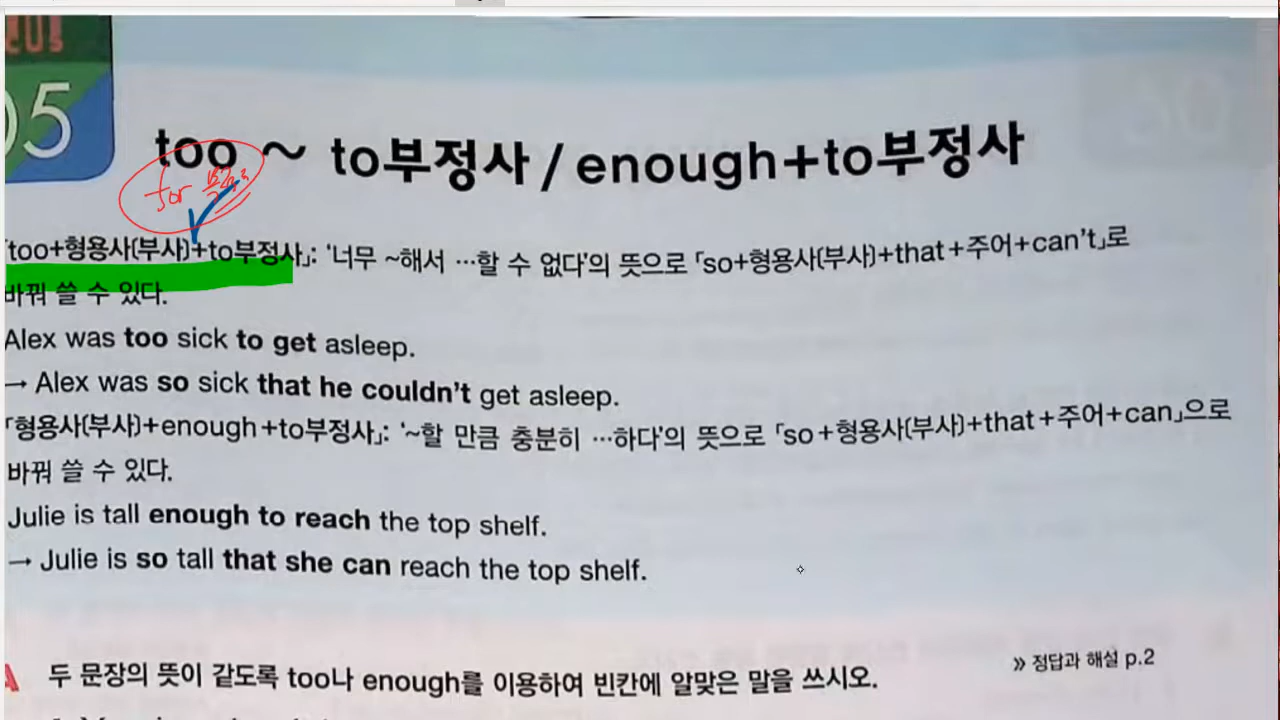 05
too ~ to부정사 / enough+to부정사
for
「too+형용사(부사)+to부정사」: '너무 ~해서 …할 수 없다'의 뜻으로 「so+형용사(부사)+that+주어+can't」로
바꿔 쓸 수 있다.
Alex was too sick to get asleep.
→ Alex was so sick that he couldn't get asleep.
「형용사(부사)+enough+to부정사」: '~할 만큼 충분히 …하다'의 뜻으로 「so+형용사(부사)+that+주어+can」으로
바꿔 쓸 수 있다.
Julie is tall enough to reach the top shelf.
→ Julie is so tall that she can reach the top shelf.
» 정답과 해설 p.2
A 두 문장의 뜻이 같도록 too나 enough를 이용하여 빈칸에 알맞은 말을 쓰시오.